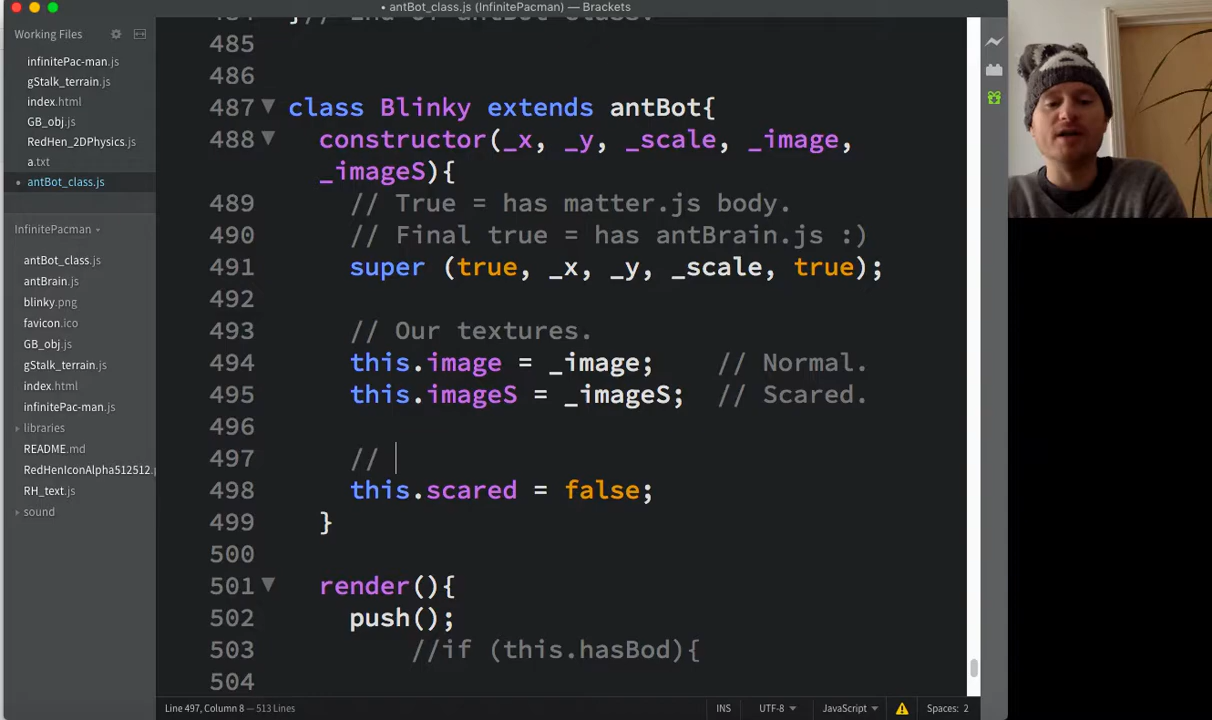 • antBot_class.js (InfinitePacman) — Brackets
Working Files
infinitePac-man.js
gStalk_terrain.js
index.html
GB_obj.js
RedHen_2DPhysics.js
a.txt
• antBot_class.js
InfinitePacman
antBot_class.js
antBrain.js
blinky.png
favicon.ico
GB_obj.js
gStalk_terrain.js
index.html
infinitePac-man.js
libraries
README.md
RedHenIconAlpha512512.p
RH_text.js
sound
484 }// End of antBot class.
485
486
487 class Blinky extends antBot{
488 constructor(_x, _y, _scale, _image,
_imageS){
489 // True = has matter.js body.
490 // Final true = has antBrain.js :)
491 super (true, _x, _y, _scale, true);
492
493 // Our textures.
494 this.image = _image; // Normal.
495 this.imageS = _imageS; // Scared.
496
497 //
498 this.scared = false;
499 }
500
501 render(){
502 push();
503 //if (this.hasBod){
504
Line 497, Column 8 — 513 Lines
INS
UTF-8
JavaScript
Spaces: 2